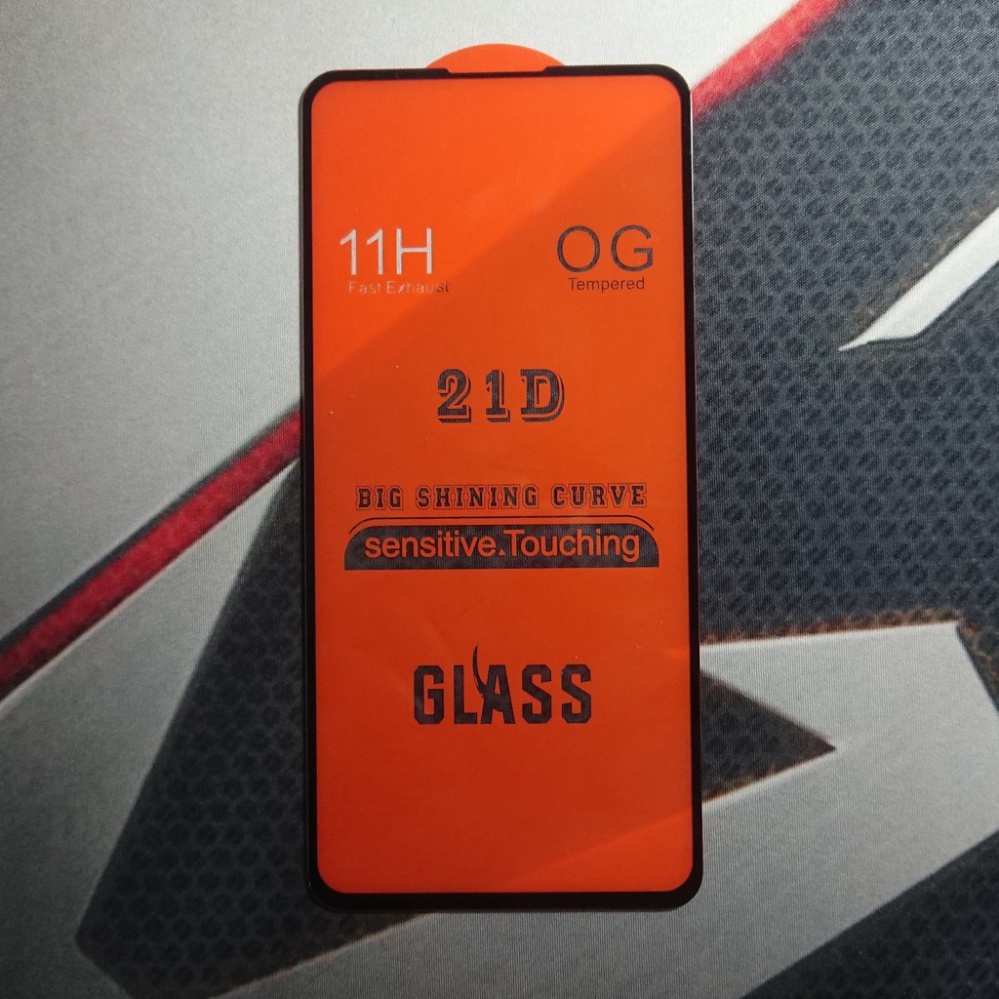 11H OG
Fast Exhaust Tempered
21D
BIG SHINING CURVE
sensitive.Touching
GLASS